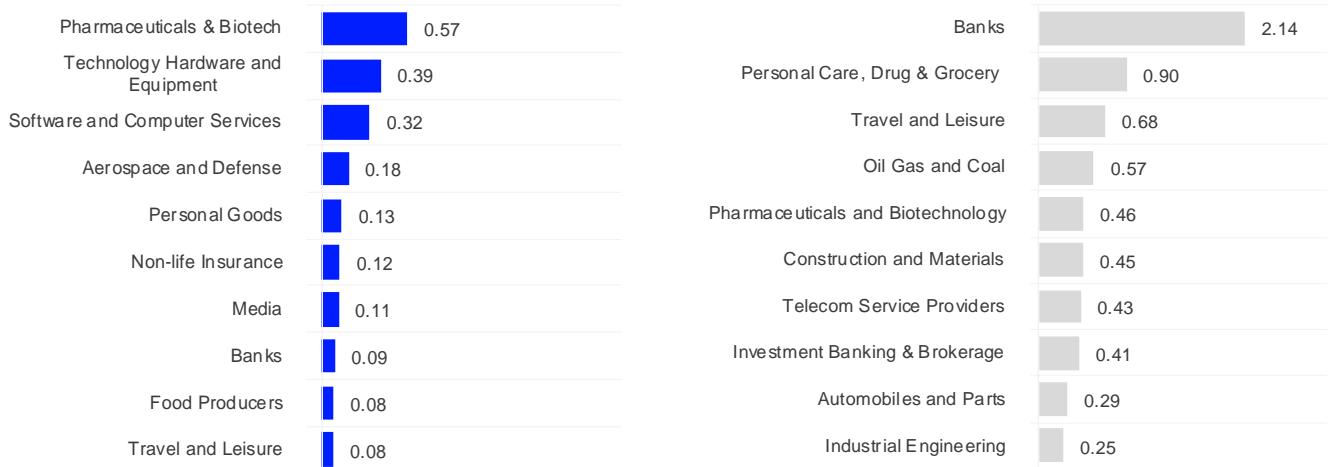 Pharmaceuticals & Biotech
0.57
Technology Hardware and
Equipment
0.39
Software and Computer Services
0.32
Aerospace and Defense
0.18
Personal Goods
0.13
Non-life Insurance
0.12
Media
0.11
Banks
0.09
Food Producers
0.08
Travel and Leisure
0.08
Banks
2.14
Personal Care, Drug & Grocery
0.90
Travel and Leisure
0.68
Oil Gas and Coal
0.57
Pharmaceuticals and Biotechnology
0.46
Construction and Materials
0.45
Telecom Service Providers
0.43
Investment Banking & Brokerage
0.41
Automobiles and Parts
0.29
Industrial Engineering
0.25